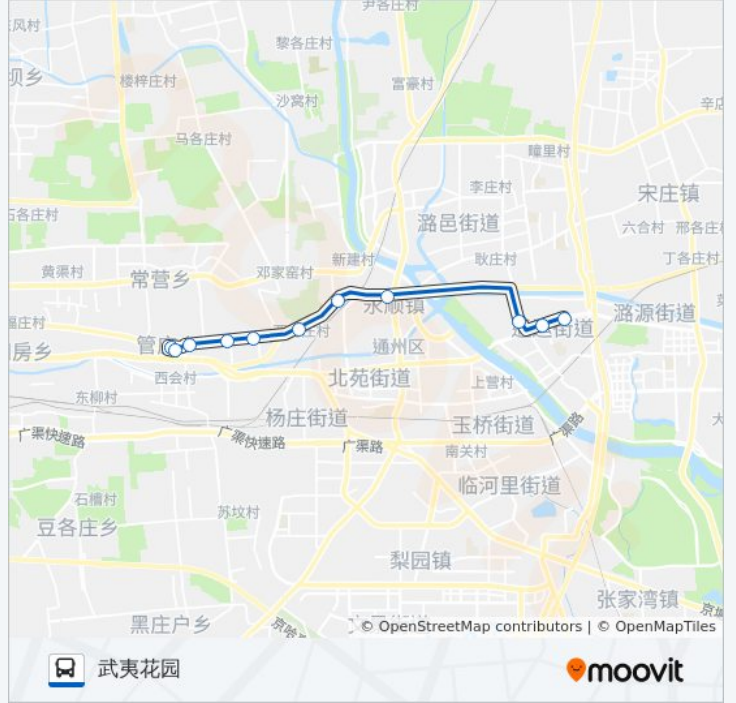 尹各庄村
风村
黎各庄村
坝乡
楼梓庄村
富豪村
沙窝村
辛店
马各庄村
疃里村
李庄村
宋庄镇
石各庄村
潞邑街道
六合村
邢各庄村
新建村
耿庄村
丁各庄村
黄渠村
常营乡
邓家窑村
永顺镇
潞源街道
福庄村
管庄
房乡
通州区
西会村
北苑街道
上营村
东柳村
杨庄街道
玉桥街道
广渠路
广渠快速路
广渠快速路
广渠路
南关村
临河里街道
石槽村
苏坟村
豆各庄乡
梨园镇
张家湾镇
黑庄户乡
京哈
京塘
© OpenStreetMap contributors | © OpenMapTiles
武夷花园
moovit